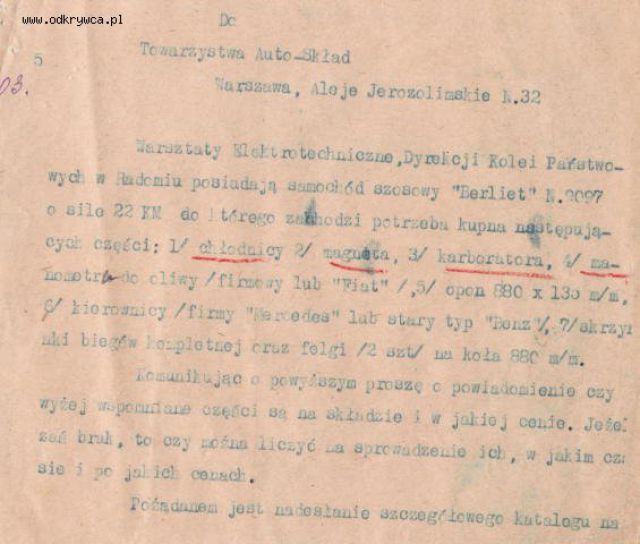 www.odkrywca.pl
Do
5
Towarzystwa Auto-Skład
03.
Warszawa, Aleje Jerozolimskie N.32
Warsztaty Elektrotechniczne,Dyrekcji Kolei Państwo-
wych w Radomiu posiadają samochód szosowy "Berliet" N.2097
o sile 22 KM do którego zachodzi potrzeba kupna następują-
cych części; 1/ chłodnicy 2/ magneta, 3/ karboratora, 4/ ma-
nometru do oliwy /firmowy lub "Fiat"/,5/ opon 880 x 130 m/m,
6/ kierownicy /firmy "Mercedes" lub stary typ "Benz"/,7/skrzyn
nki biegów kompletnej oraz felgi /2 szt/ na koła 880 m/m.
Komunikując o powyższym proszę o powiadomienie czy
wyżej wspomniane części są na składzie i w jakiej cenie. Jeżel
zaś brak, to czy można liczyć na sprowadzenie ich, w jakim cza
sie i po jakich cenach.
Pożądanem jest nadesłanie szczegółowego katalogu na